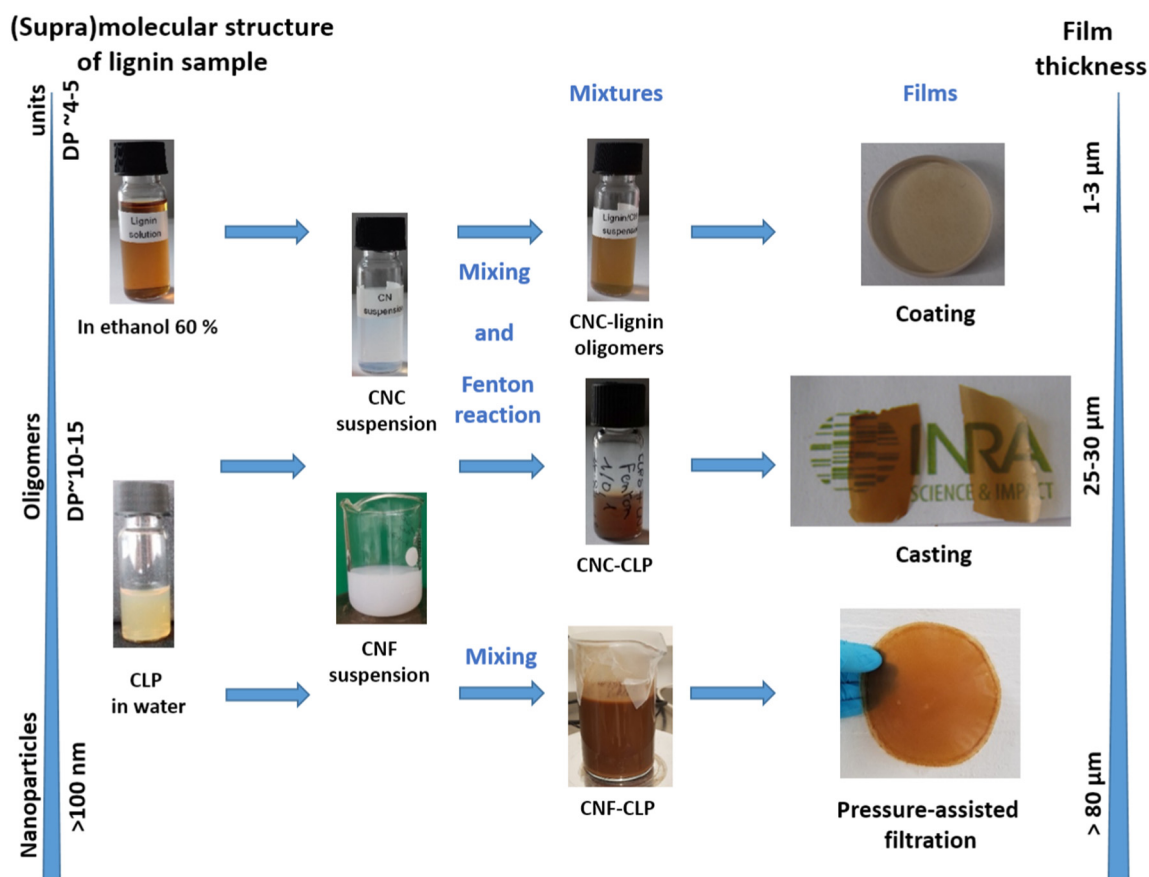 (Supra)molecular structure
of lignin sample
Film
thickness
units
DP ~4-5
Mixtures
Films
Lignin
solution
In ethanol 60 %
CN
suspension
CNC
suspension
Mixing
and
Fenton
reaction
Lignin/CN
suspension
CNC-lignin
oligomers
Coating
1-3 μm
Oligomers
DP~10-15
CLP
in water
CNF
suspension
Fenton
CNC-CLP
INRA
SCIENCE & IMPACT
Casting
25-30 μm
Nanoparticles
>100 nm
Mixing
CNF-CLP
Pressure-assisted
filtration
> 80 μm